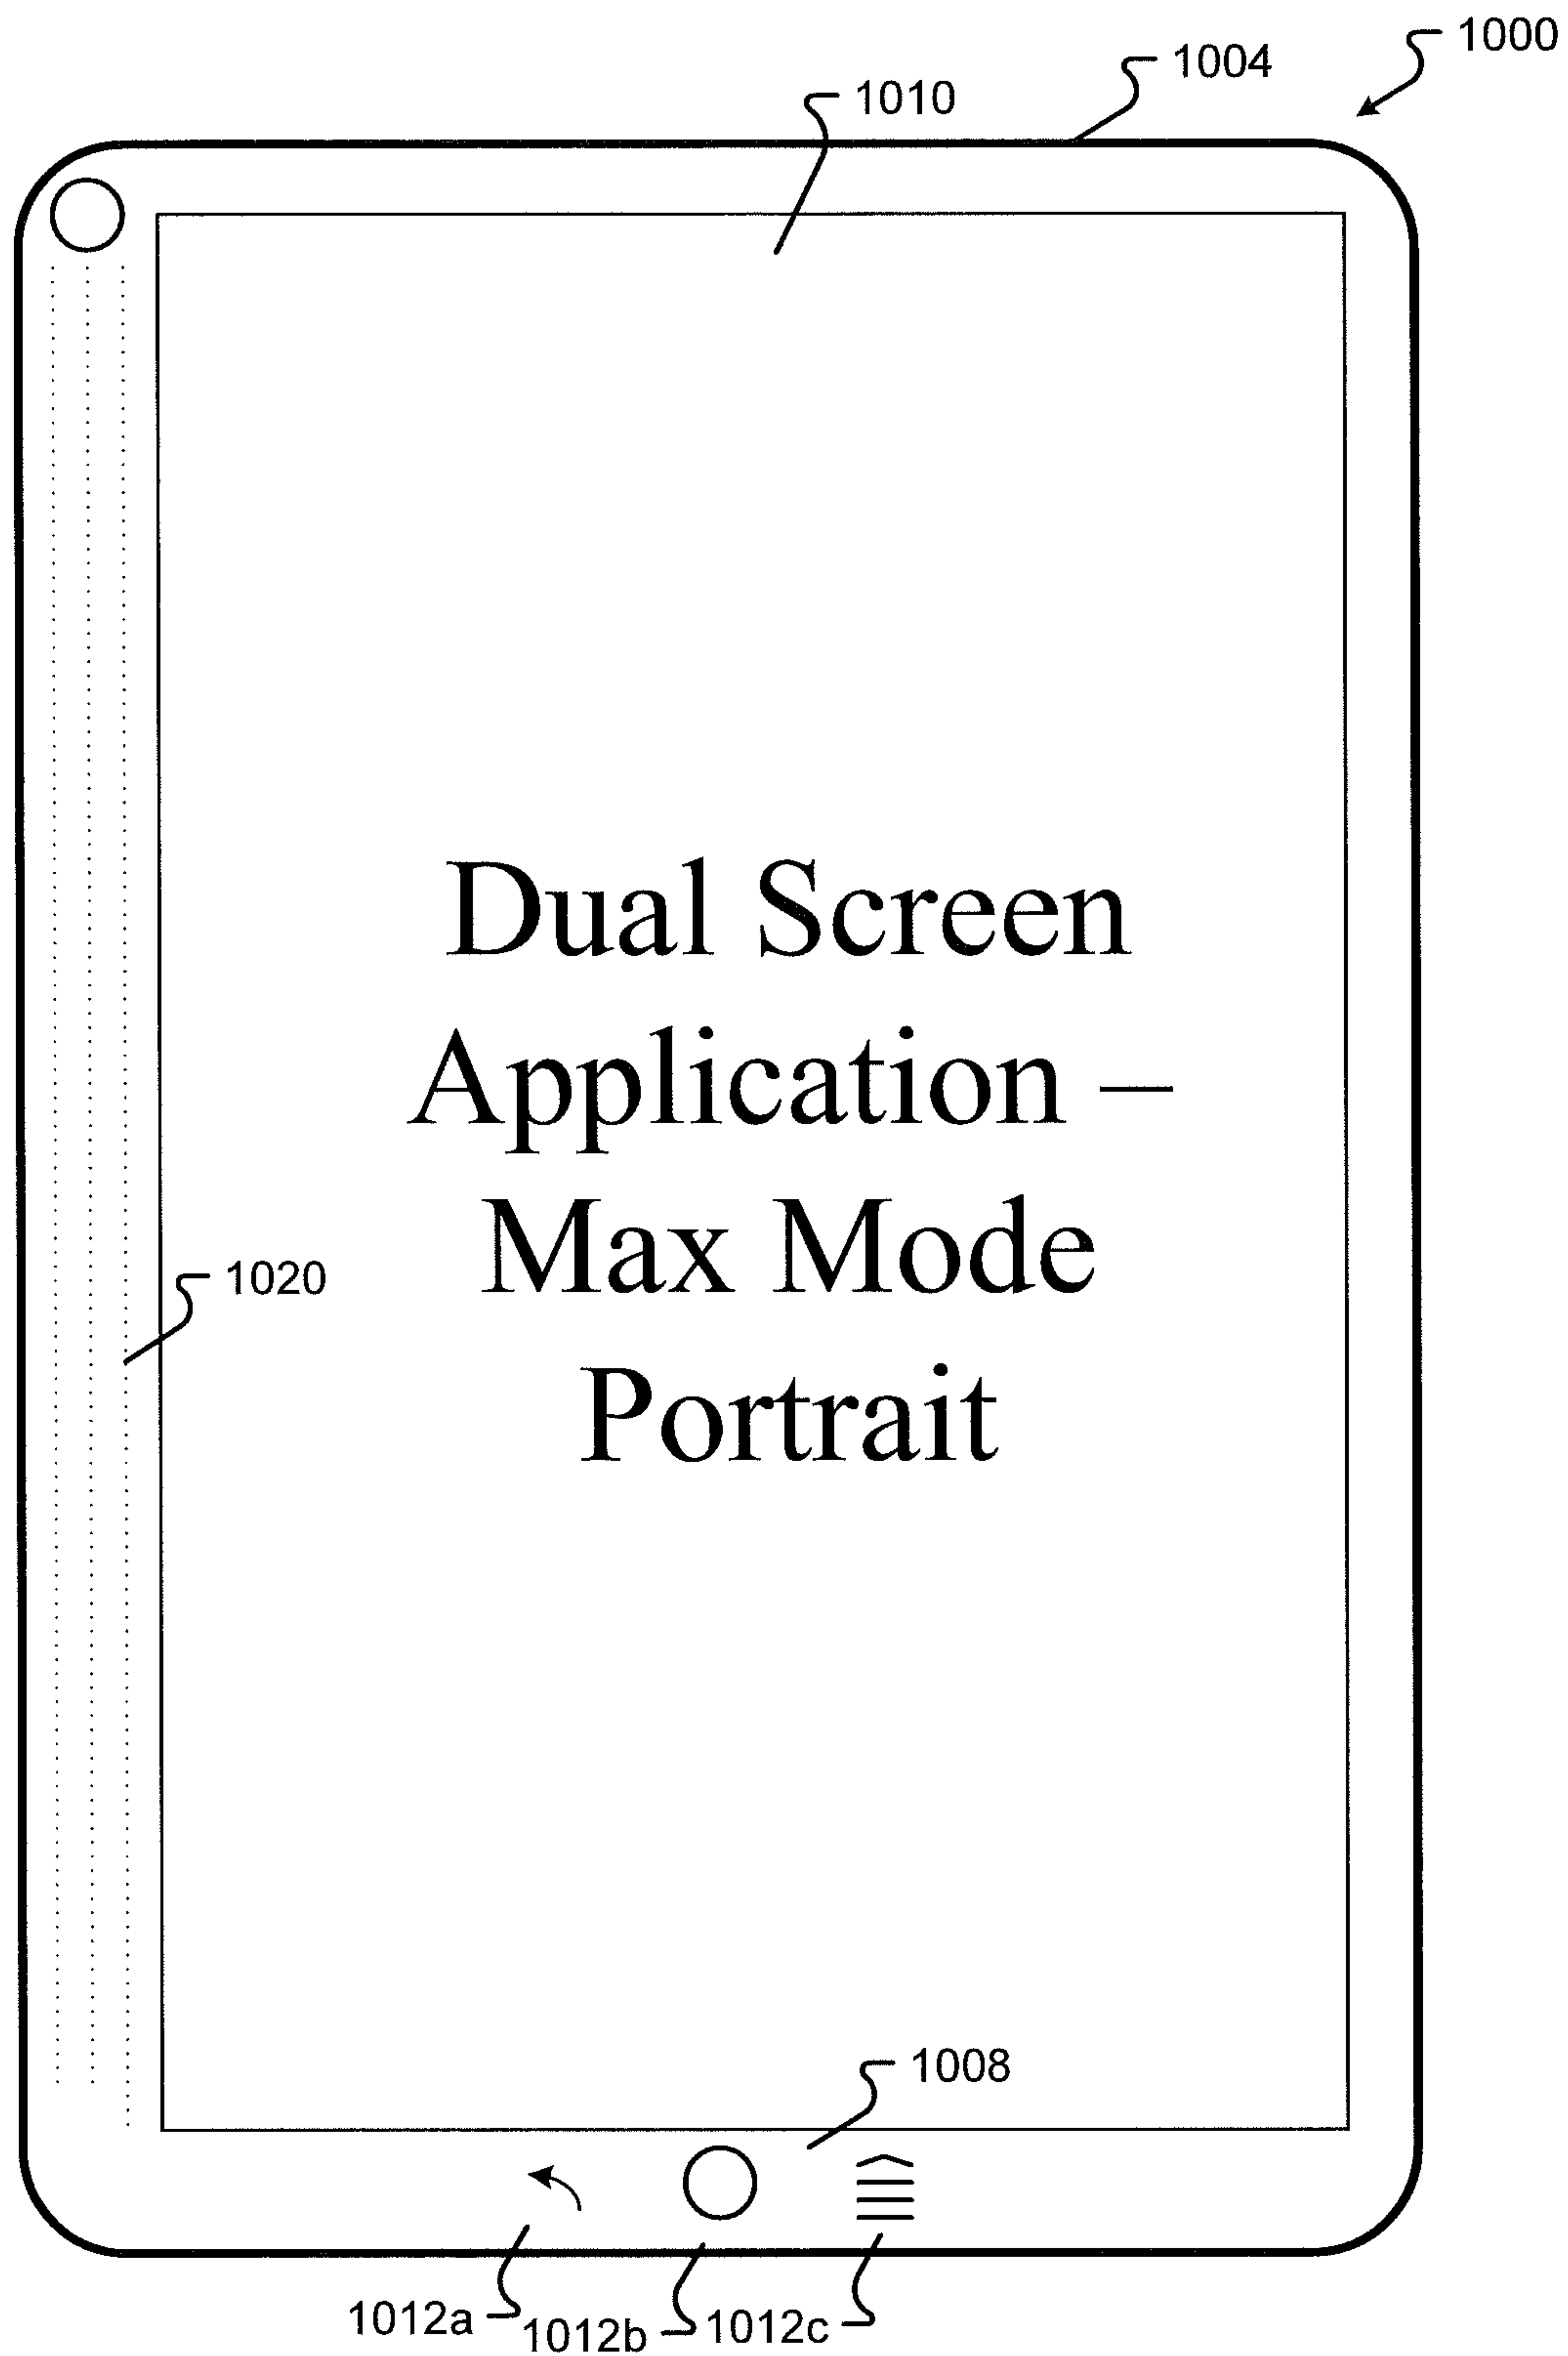 1000
1004
1010
Dual Screen
Application –
Max Mode
Portrait
1020
1008
1012a
1012b
1012c